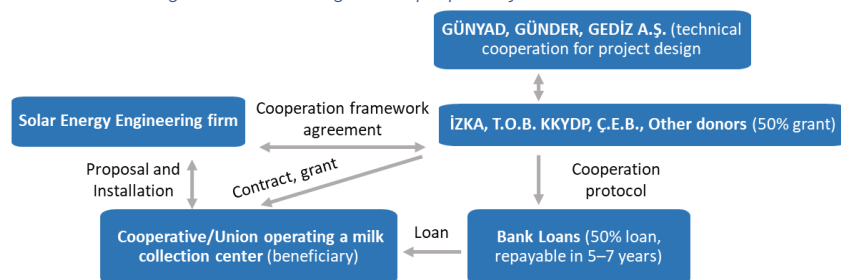 GÜNYAD, GÜNDER, GEDİZ A.Ş. (technical
cooperation for project design
Solar Energy Engineering firm
Cooperation framework
agreement
İZKA, T.O.B. KKYDP, Ç.E.B., Other donors (50% grant)
Proposal and
Installation
Contract, grant
Cooperation
protocol
Cooperative/Union operating a milk
collection center (beneficiary)
Loan
Bank Loans (50% loan,
repayable in 5–7 years)